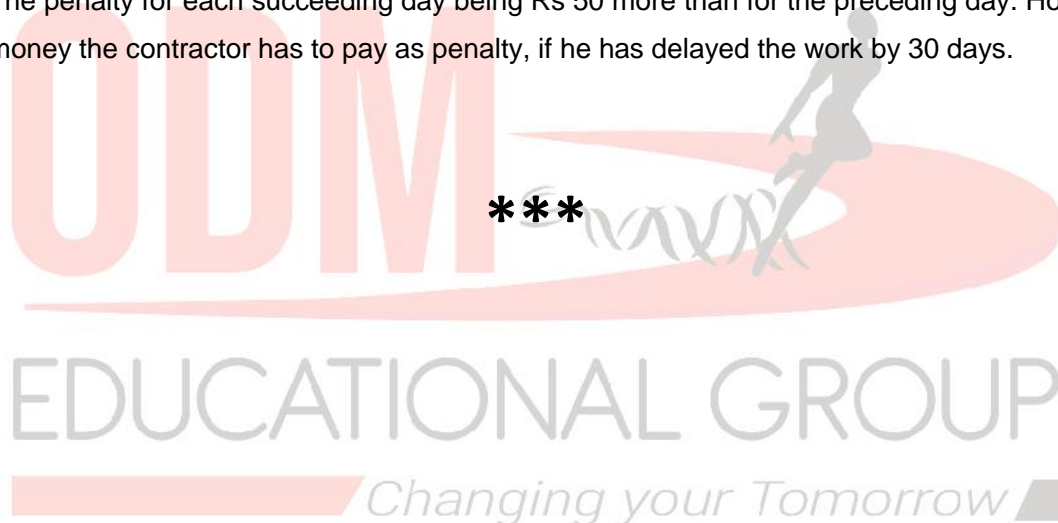 The penalty for each succeeding day being Rs 50 more than for the preceding day.
money the contractor has to pay as penalty, if he has delayed the work by 30 days.
ODM
***
EDUCATIONAL GROUP
Changing your Tomorrow